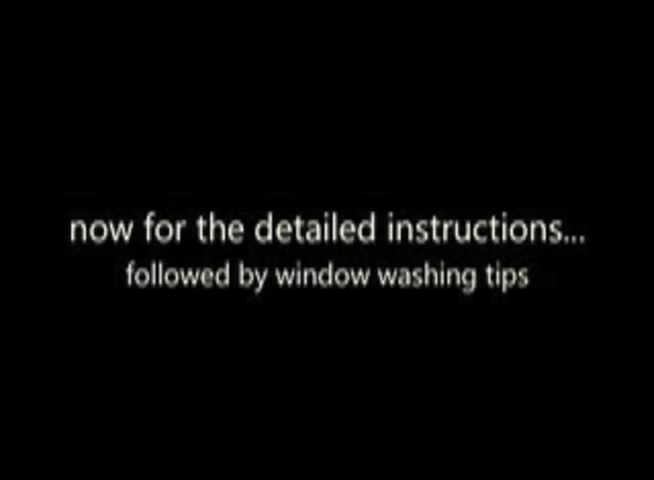 now for the detailed instructions...
followed by window washing tips